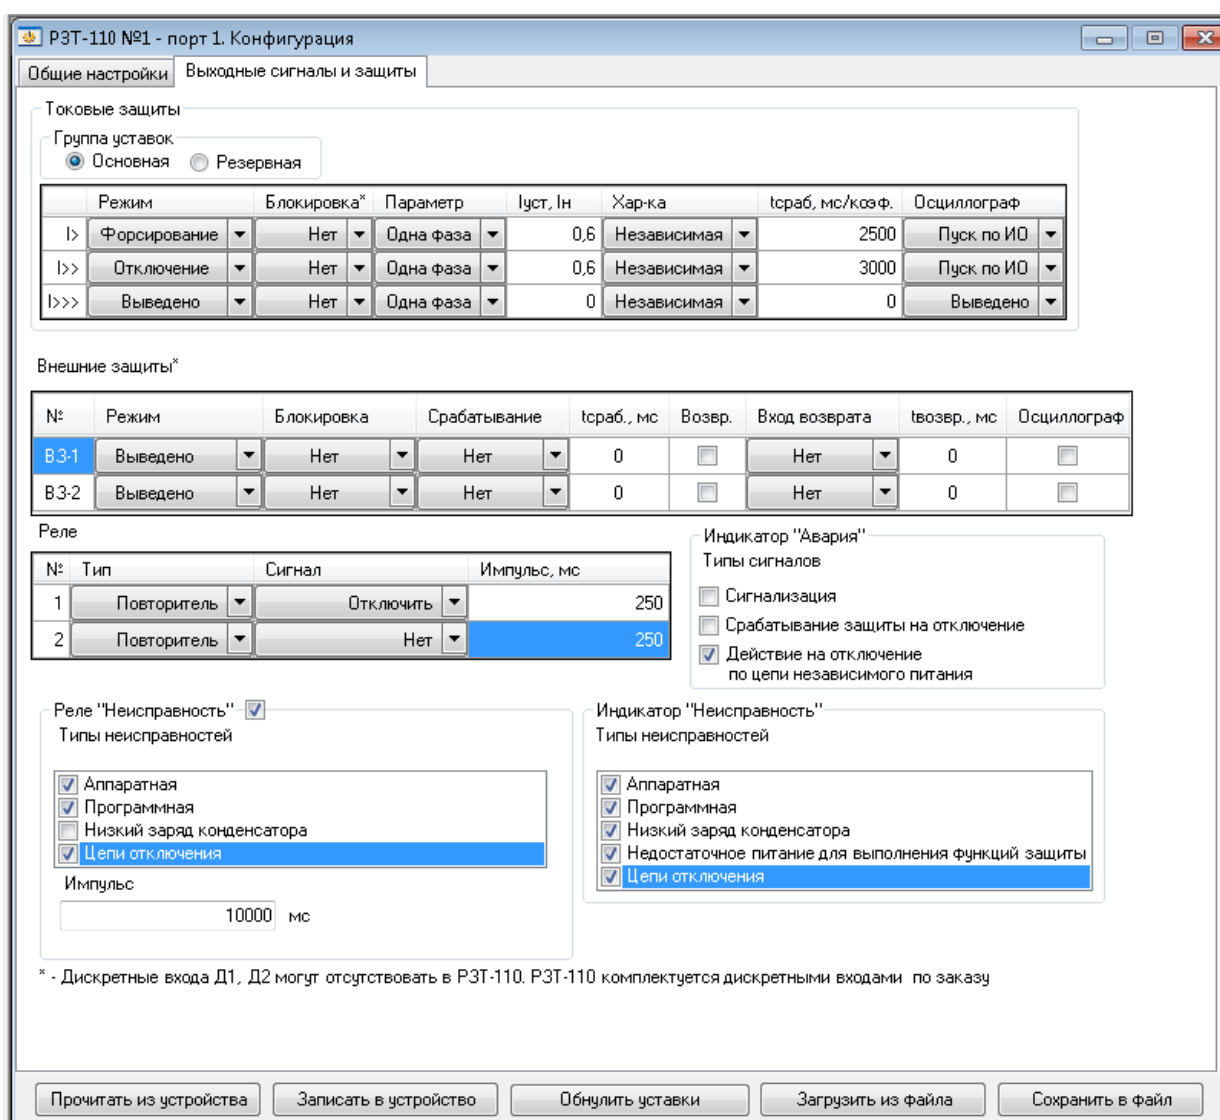 РЗТ-110 №1 - порт 1. Конфигурация
Общие настройки Выходные сигналы и защиты
Токовые защиты
Группа уставок
Основная Резервная
Режим Блокировка* Параметр Iуст, Iн Хар-ка tсраб, мс/коэф. Осциллограф
I> Форсирование Нет Одна фаза 0,6 Независимая 2500 Пуск по ИО
I>> Отключение Нет Одна фаза 0,6 Независимая 3000 Пуск по ИО
I>>> Выведено Нет Одна фаза 0 Независимая 0 Выведено
Внешние защиты*
№ Режим Блокировка Срабатывание tсраб., мс Возвр. Вход возврата tвозвр., мс Осциллограф
ВЗ-1 Выведено Нет Нет 0 Нет 0
ВЗ-2 Выведено Нет Нет 0 Нет 0
Реле
№ Тип Сигнал Импульс, мс
1 Повторитель Отключить 250
2 Повторитель Нет 250
Индикатор "Авария"
Типы сигналов
Сигнализация
Срабатывание защиты на отключение
Действие на отключение
по цепи независимого питания
Реле "Неисправность"
Типы неисправностей
Аппаратная
Программная
Низкий заряд конденсатора
Цепи отключения
Импульс
10000 мс
Индикатор "Неисправность"
Типы неисправностей
Аппаратная
Программная
Низкий заряд конденсатора
Недостаточное питание для выполнения функций защиты
Цепи отключения
* - Дискретные входа Д1, Д2 могут отсутствовать в РЗТ-110. РЗТ-110 комплектуется дискретными входами по заказу
Прочитать из устройства Записать в устройство Обнулить уставки Загрузить из файла Сохранить в файл